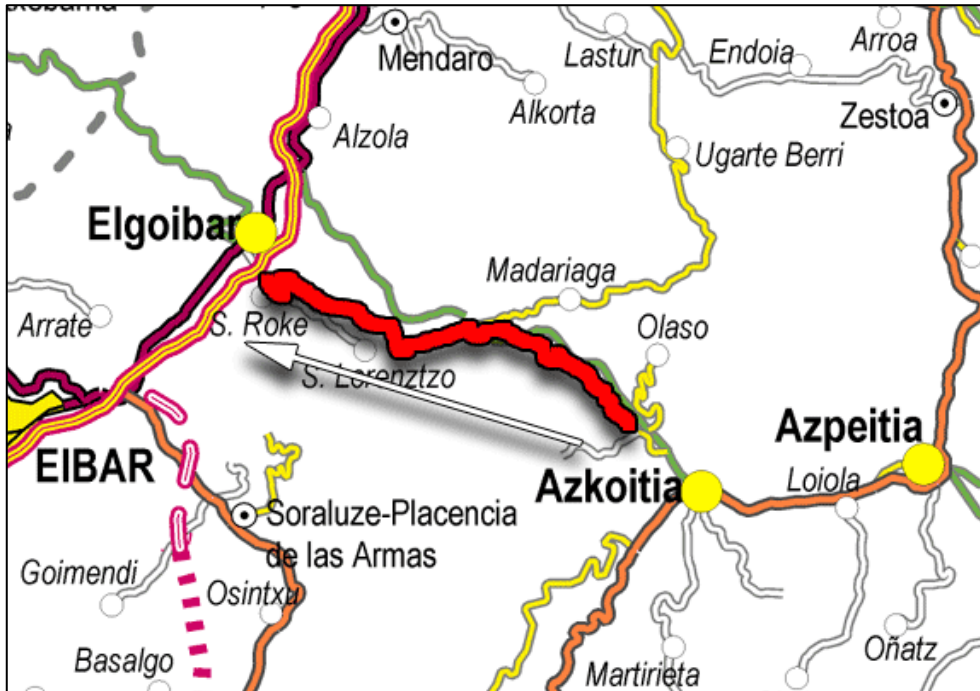 Mendaro
Lastur
Endoia
Arroa
Alkorta
Zestoa
Alzola
Ugarte Berri
Elgoibar
Madariaga
Arrate
S. Roke
Olaso
S. Lorenztzo
Azpeitia
EIBAR
Azkoitia
Loiola
Soraluze-Placencia
de las Armas
Goimendi
Osintxu
Oñatz
Basalgo
Martirieta